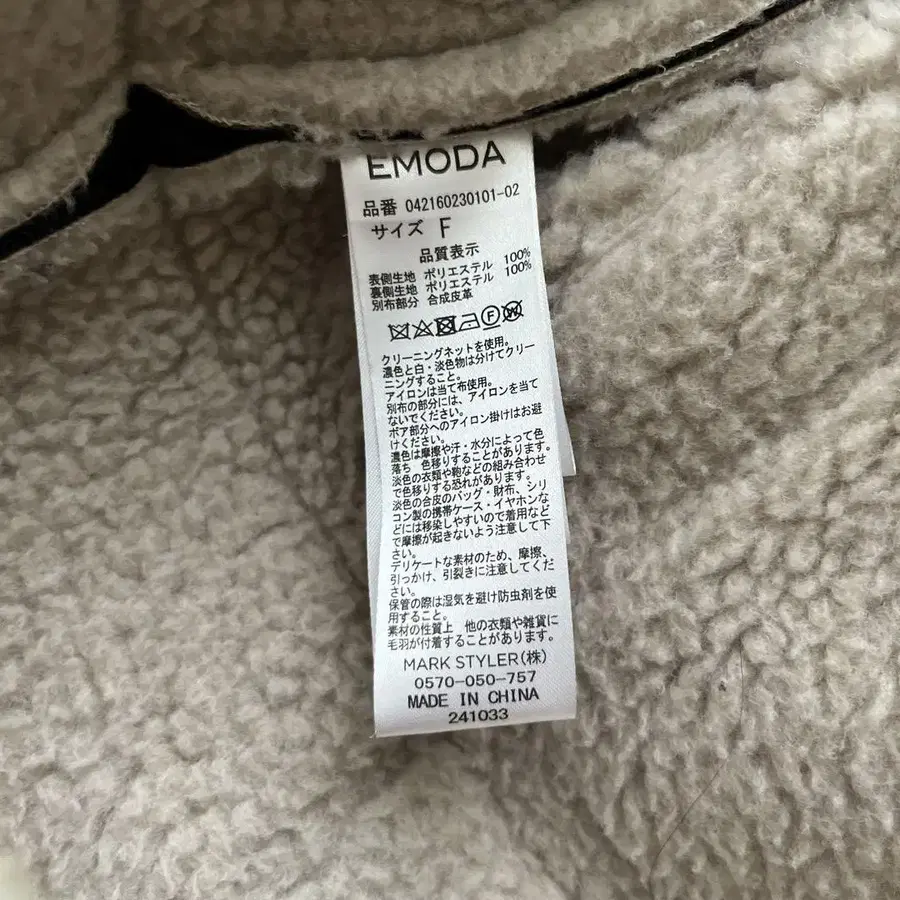 EMODA
品番 042160230101-02
サイズ F
品質表示
表側生地 ポリエステル 100%
裏側生地 ポリエステル 100%
別布部分 合成皮革
F W
クリーニングネットを使用。
濃色と白・淡色物は分けてクリー
ニングすること。
アイロンは当て布使用。
別布の部分には、アイロンを当て
ないでください。
ボア部分へのアイロン掛けはお避
けください。
濃色は摩擦や汗・水分によって色
落ち 色移りすることがあります。
淡色の衣類や鞄などの組み合わせ
で色移りする恐れがあります。
淡色の合皮のバッグ・財布、シリ
コン製の携帯ケース・イヤホンな
どには移染しやすいので着用など
で摩擦が起きないよう注意して下
さい。
デリケートな素材のため、摩擦、
引っかけ、引裂きに注意してくだ
さい。
保管の際は湿気を避け防虫剤を使
用すること。
素材の性質上 他の衣類や雑貨に
毛羽が付着することがあります。
MARK STYLER(株)
0570-050-757
MADE IN CHINA
241033